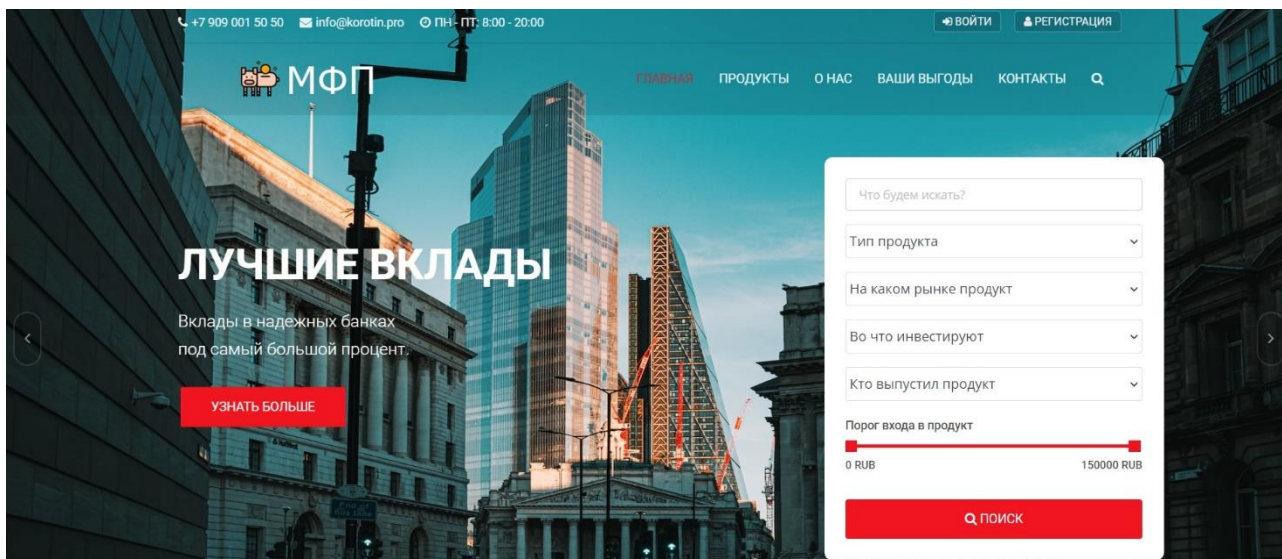 +7 909 001 50 50 info@korotin.pro ПН - ПТ: 8:00 - 20:00 ВОЙТИ РЕГИСТРАЦИЯ
МФП ГЛАВНАЯ ПРОДУКТЫ О НАС ВАШИ ВЫГОДЫ КОНТАКТЫ
ЛУЧШИЕ ВКЛАДЫ
Вклады в надежных банках
под самый большой процент.
УЗНАТЬ БОЛЬШЕ
Что будем искать?
Тип продукта
На каком рынке продукт
Во что инвестируют
Кто выпустил продукт
Порог входа в продукт
0 RUB 150000 RUB
ПОИСК